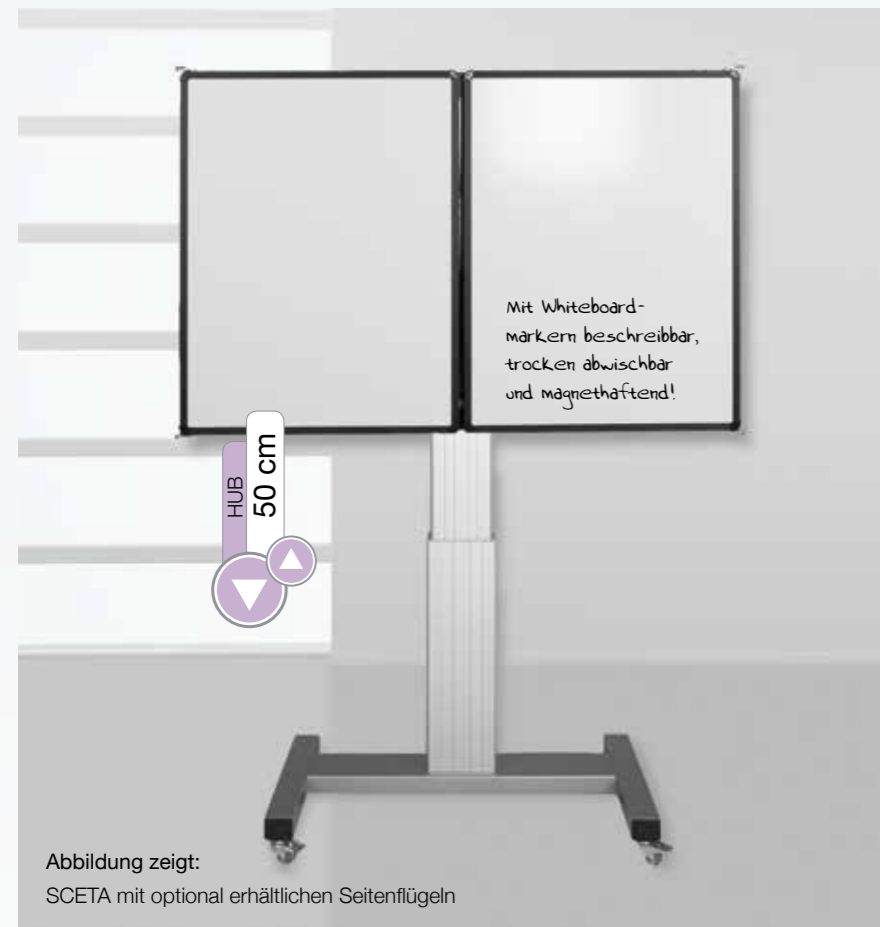 Mit Whiteboard-
markern beschreibbar,
trocken abwischbar
und magnethaftend!
HUB
50 cm
Abbildung zeigt:
SCETA mit optional erhältlichen Seitenflügeln